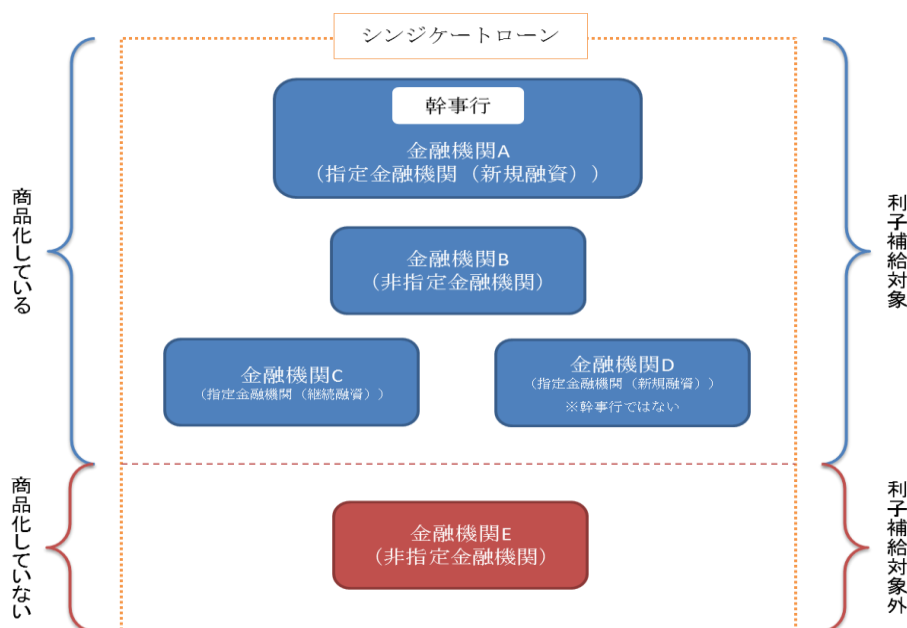 シンジケートローン
幹事行
金融機関A
（指定金融機関（新規融資））
金融機関B
（非指定金融機関）
金融機関C
（指定金融機関（継続融資））
金融機関D
（指定金融機関（新規融資））
※幹事行ではない
商品化している
利子補給対象
金融機関E
（非指定金融機関）
商品化していない
利子補給対象外